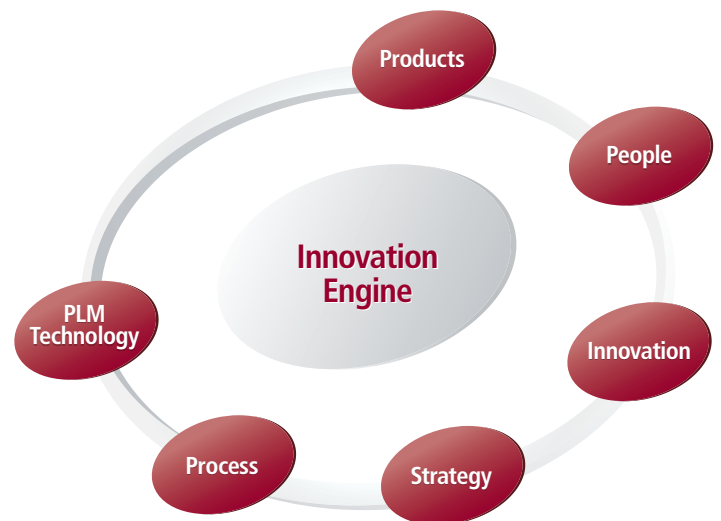 Products
People
Innovation
Engine
PLM
Technology
Innovation
Process
Strategy